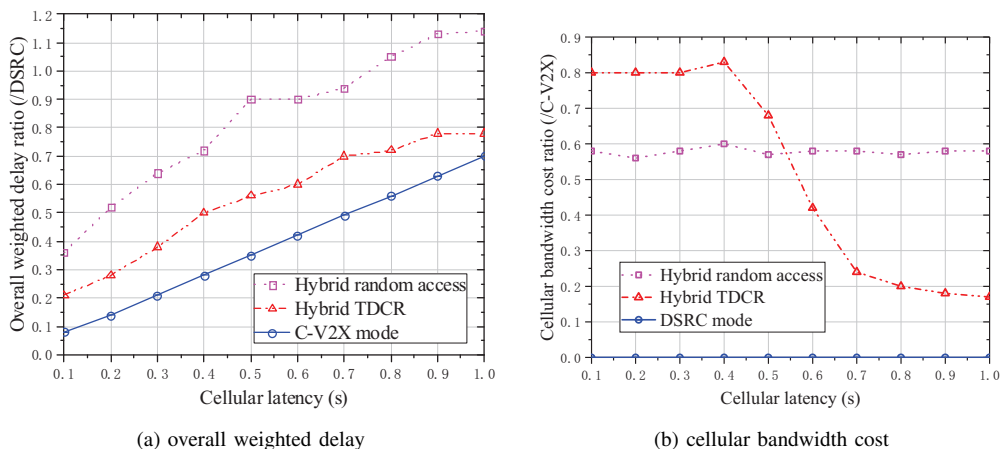 1.2
1.1
1.0
0.9
0.8
0.7
0.6
0.5
0.4
0.3
0.2
0.1
0.0
Overall weighted delay ratio (/DSRC)
Hybrid random access
Hybrid TDCR
C-V2X mode
0.1 0.2 0.3 0.4 0.5 0.6 0.7 0.8 0.9 1.0
Cellular latency (s)
(a) overall weighted delay
0.9
0.8
0.7
0.6
0.5
0.4
0.3
0.2
0.1
0.0
Cellular bandwidth cost ratio (/C-V2X)
Hybrid random access
Hybrid TDCR
DSRC mode
0.1 0.2 0.3 0.4 0.5 0.6 0.7 0.8 0.9 1.0
Cellular latency (s)
(b) cellular bandwidth cost